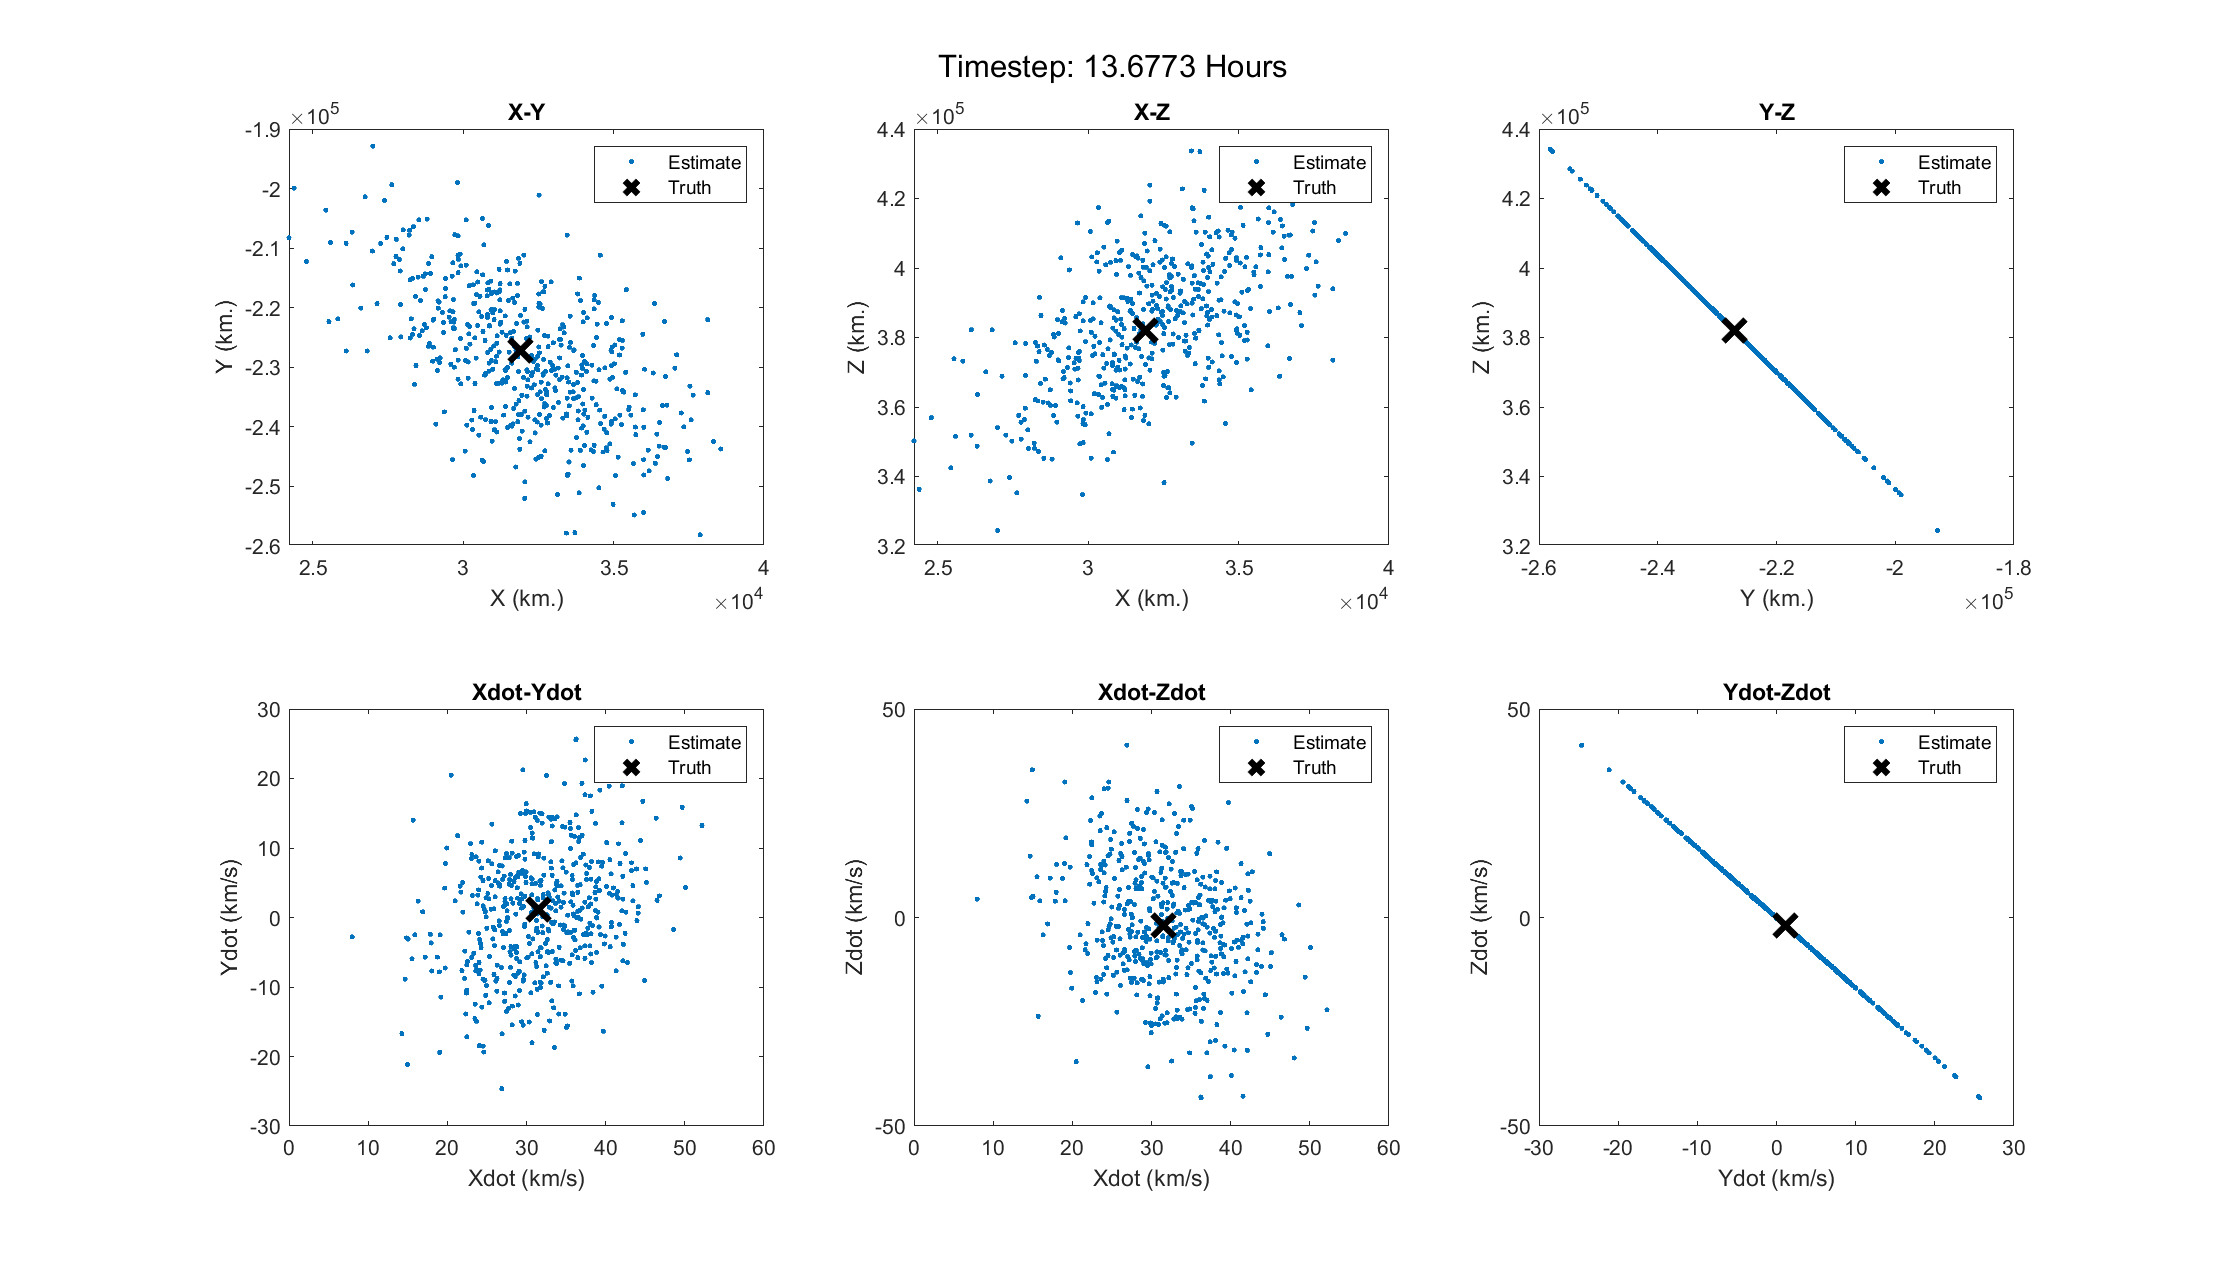 Timestep: 13.6773 Hours
X-Y
×10^5
-1.9
-2
-2.1
-2.2
-2.3
-2.4
-2.5
-2.6
Y (km.)
Estimate
Truth
2.5 3 3.5 4
X (km.)
×10^4
X-Z
×10^5
4.4
4.2
4
3.8
3.6
3.4
3.2
Z (km.)
Estimate
Truth
2.5 3 3.5 4
X (km.)
×10^4
Y-Z
×10^5
4.4
4.2
4
3.8
3.6
3.4
3.2
Z (km.)
Estimate
Truth
-2.6 -2.4 -2.2 -2 -1.8
Y (km.)
×10^5
Xdot-Ydot
30
20
10
0
-10
-20
-30
Ydot (km/s)
Estimate
Truth
0 10 20 30 40 50 60
Xdot (km/s)
Xdot-Zdot
50
0
-50
Zdot (km/s)
Estimate
Truth
0 10 20 30 40 50 60
Xdot (km/s)
Ydot-Zdot
50
0
-50
Zdot (km/s)
Estimate
Truth
-30 -20 -10 0 10 20 30
Ydot (km/s)